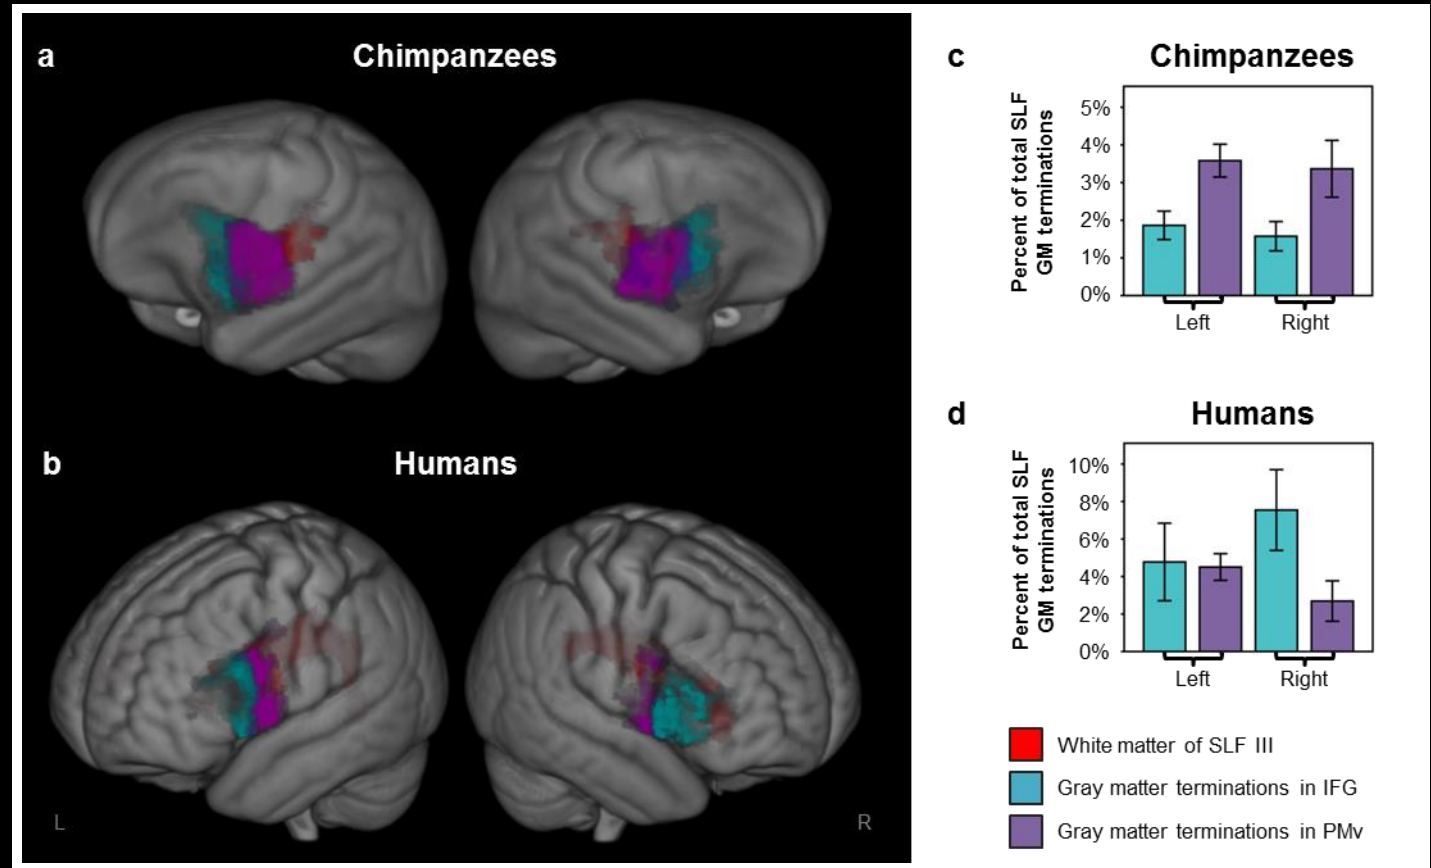 a
Chimpanzees
b
Humans
L
R
c
Chimpanzees
Percent of total SLF
GM terminations
5%
4%
3%
2%
1%
0%
Left
Right
d
Humans
Percent of total SLF
GM terminations
10%
8%
6%
4%
2%
0%
Left
Right
White matter of SLF III
Gray matter terminations in IFG
Gray matter terminations in PMv